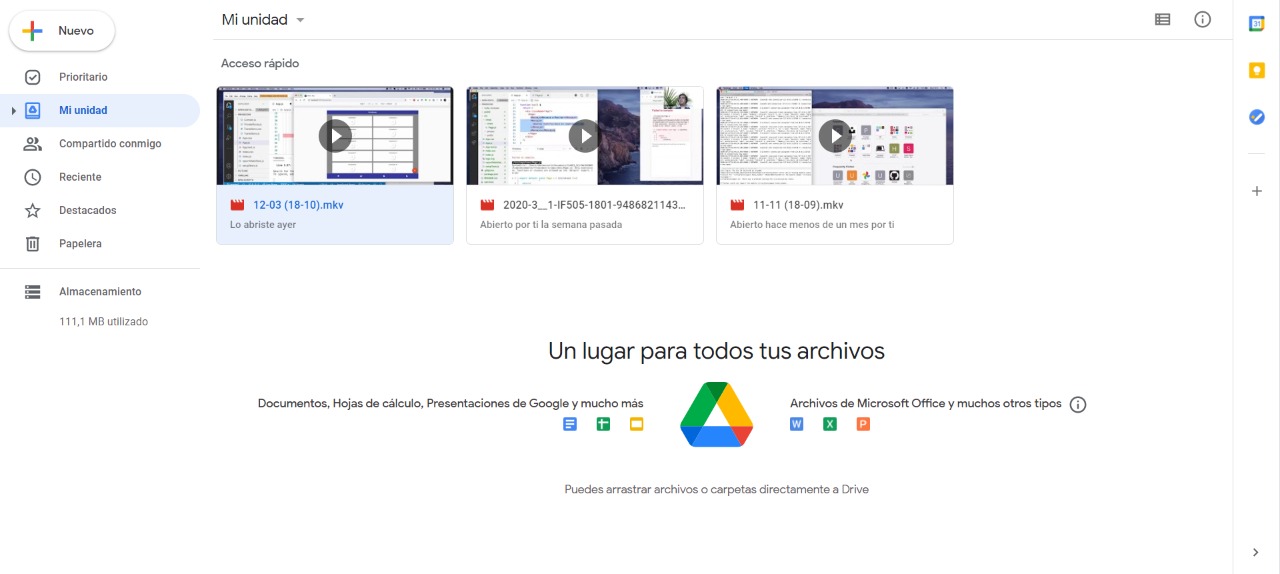 Nuevo
Prioritario
Mi unidad
Compartido conmigo
Reciente
Destacados
Papelera
Almacenamiento
111,1 MB utilizado
Mi unidad
Acceso rápido
12-03 (18-10).mkv
Lo abriste ayer
2020-3__1-IF505-1801-9486821143...
Abierto por ti la semana pasada
11-11 (18-09).mkv
Abierto hace menos de un mes por ti
Un lugar para todos tus archivos
Documentos, Hojas de cálculo, Presentaciones de Google y mucho más
Archivos de Microsoft Office y muchos otros tipos
W X P
Puedes arrastrar archivos o carpetas directamente a Drive
31